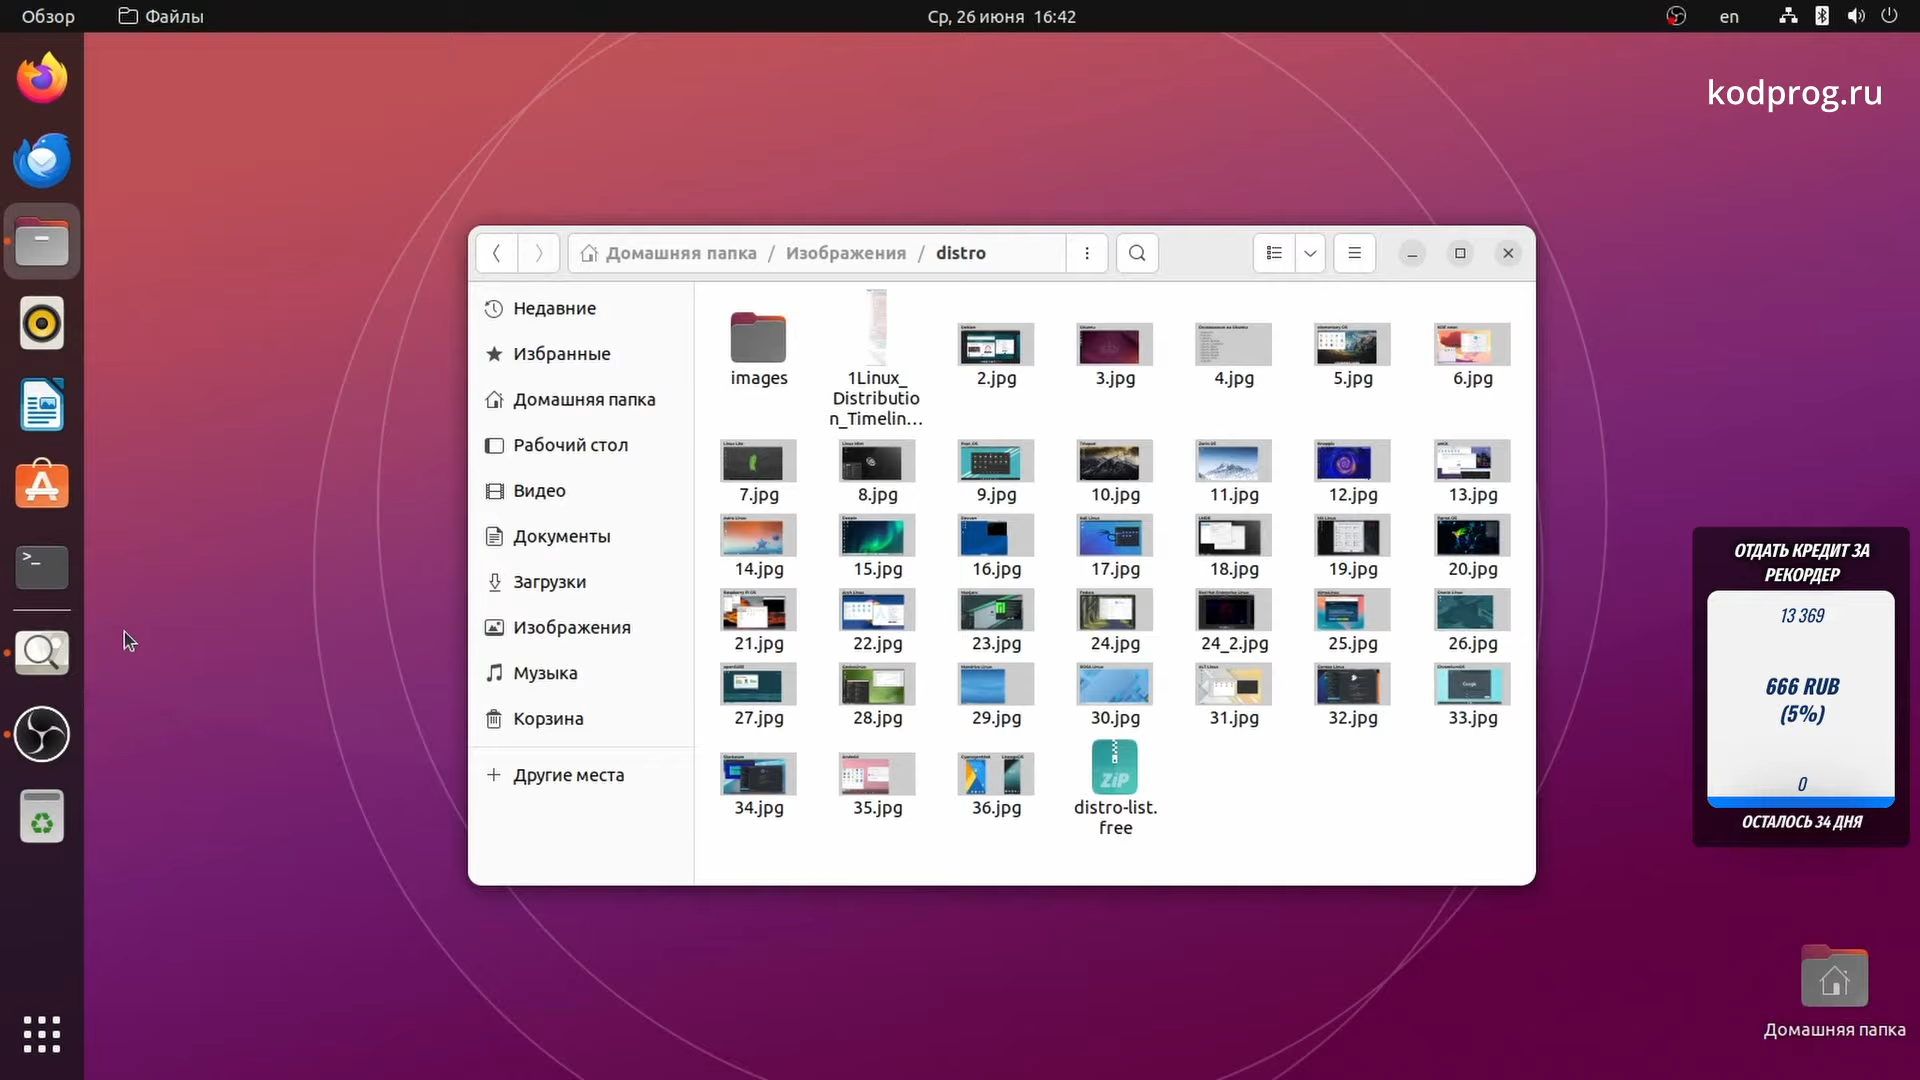 Обзор
Файлы
Ср, 26 июня 16:42
en
kodprog.ru
Домашняя папка / Изображения / distro
Недавние
Избранные
Домашняя папка
Рабочий стол
Видео
Документы
Загрузки
Изображения
Музыка
Корзина
+ Другие места
images
1Linux_
Distributio
n_Timelin...
2.jpg
3.jpg
4.jpg
5.jpg
6.jpg
7.jpg
8.jpg
9.jpg
10.jpg
11.jpg
12.jpg
13.jpg
14.jpg
15.jpg
16.jpg
17.jpg
18.jpg
19.jpg
20.jpg
21.jpg
22.jpg
23.jpg
24.jpg
24_2.jpg
25.jpg
26.jpg
27.jpg
28.jpg
29.jpg
30.jpg
31.jpg
32.jpg
33.jpg
34.jpg
35.jpg
36.jpg
ZiP
distro-list.
free
ОТДАТЬ КРЕДИТ ЗА
РЕКОРДЕР
13 369
666 RUB
(5%)
0
ОСТАЛОСЬ 34 ДНЯ
Домашняя папка